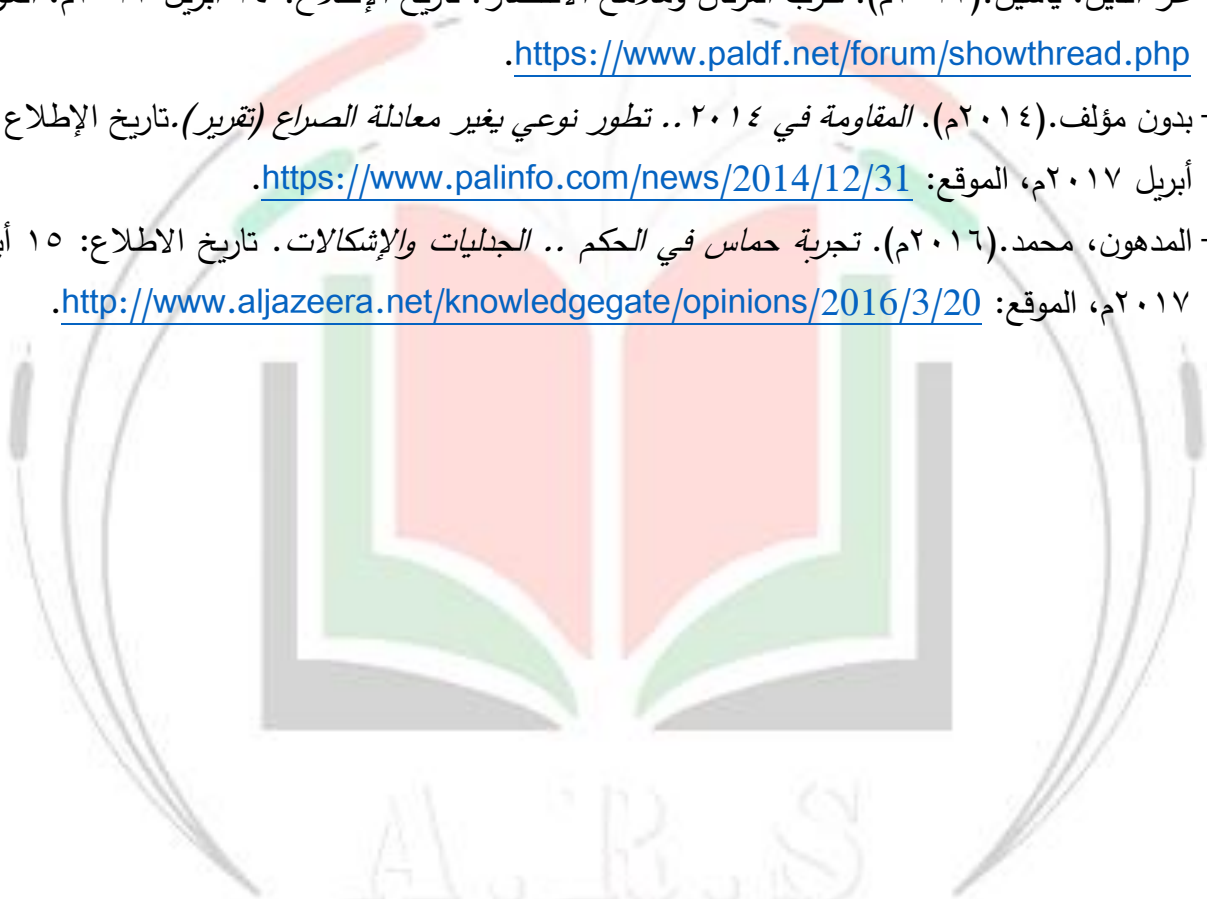 .https://www.paldf.net/forum/showthread.php
- بدون مؤلف.(٢٠١٤م). المقاومة في ٢٠١٤ .. تطور نوعي يغير معادلة الصراع (تقرير).تاريخ الإطلاع
أبريل ٢٠١٧م، الموقع: https://www.palinfo.com/news/2014/12/31.
- المدهون، محمد.(٢٠١٦م). تجربة حماس في الحكم .. الجدليات والإشكالات. تاريخ الاطلاع: ١٥
٢٠١٧م، الموقع: http://www.aljazeera.net/knowledgegate/opinions/2016/3/20.
A . R . S